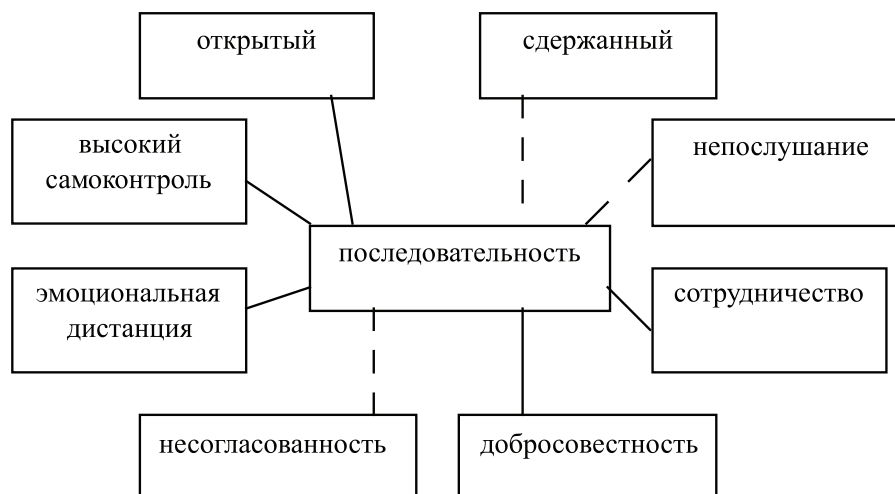 открытый
сдержанный
высокий
самоконтроль
непослушание
последовательность
эмоциональная
дистанция
сотрудничество
несогласованность
добросовестность